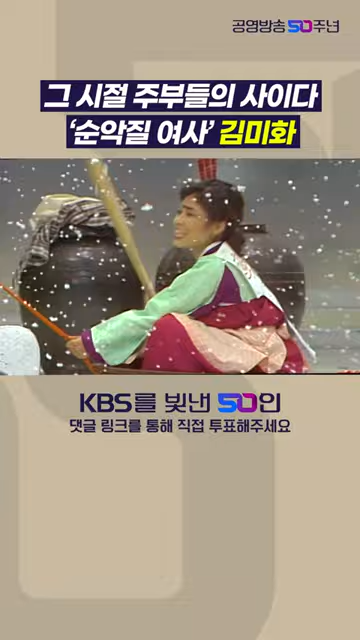 공영방송 50주년
그 시절 주부들의 사이다
‘순악질 여사’ 김미화
KBS를 빛낸 50인
댓글 링크를 통해 직접 투표해주세요